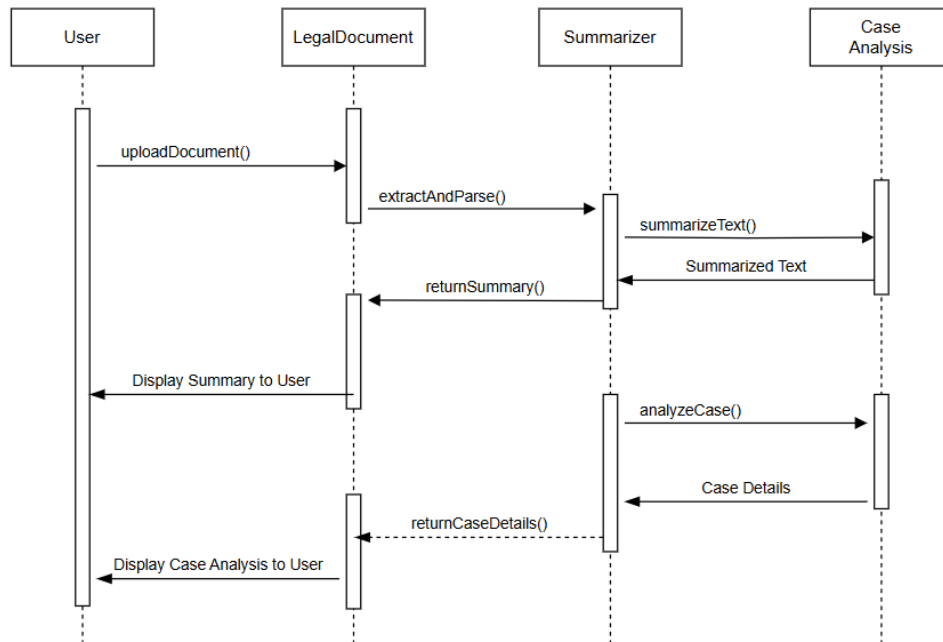 User
LegalDocument
Summarizer
Case
Analysis
uploadDocument()
extractAndParse()
summarizeText()
Summarized Text
returnSummary()
Display Summary to User
analyzeCase()
Case Details
returnCaseDetails()
Display Case Analysis to User